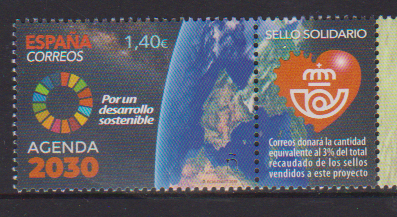 ESPAÑA
CORREOS
1,40€
Por un
desarrollo
sostenible
AGENDA
2030
SELLO SOLIDARIO
Correos donará la cantidad
equivalente al 3% del total
recaudado de los sellos
vendidos a este proyecto